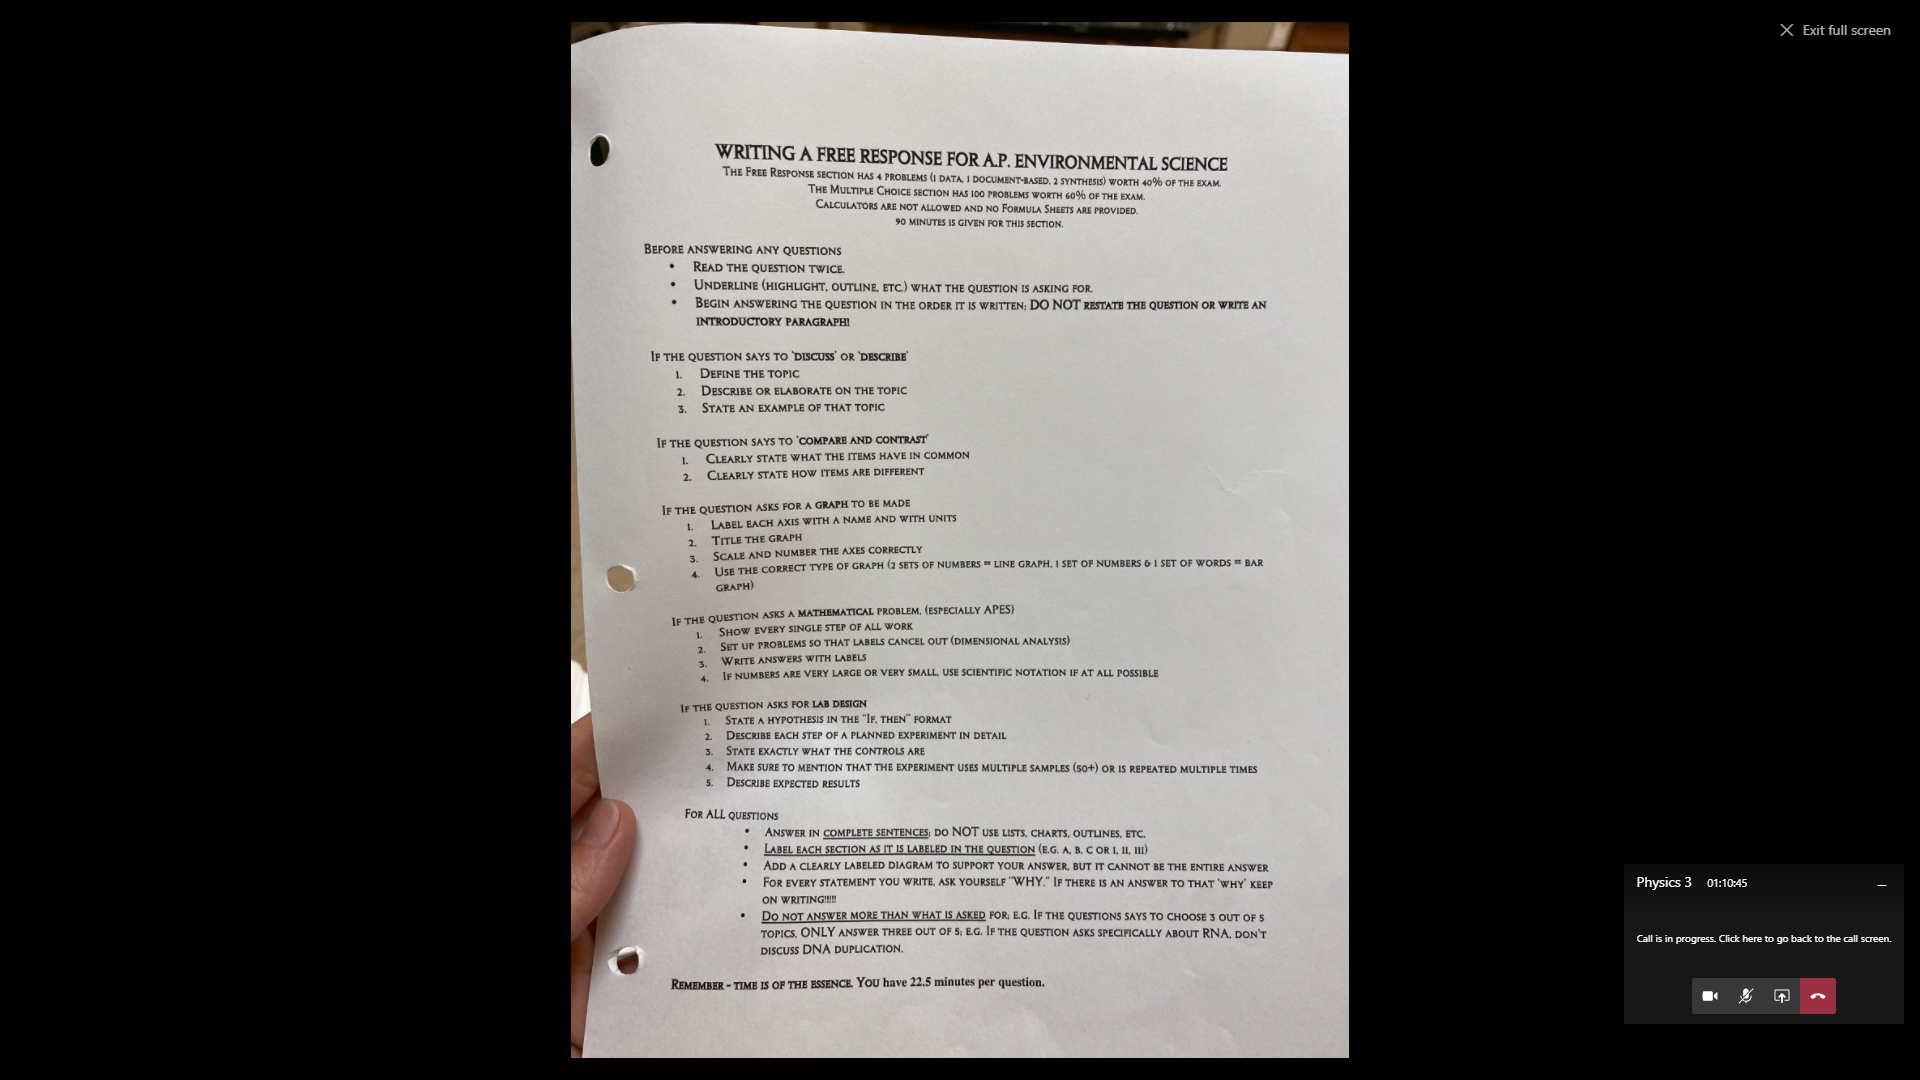 Exit full screen
WRITING A FREE RESPONSE FOR A.P. ENVIRONMENTAL SCIENCE
THE FREE RESPONSE SECTION HAS 4 PROBLEMS (1 DATA, 1 DOCUMENT-BASED, 2 SYNTHESIS) WORTH 40% OF THE EXAM.
THE MULTIPLE CHOICE SECTION HAS 100 PROBLEMS WORTH 60% OF THE EXAM.
CALCULATORS ARE NOT ALLOWED AND NO FORMULA SHEETS ARE PROVIDED.
90 MINUTES IS GIVEN FOR THIS SECTION.
BEFORE ANSWERING ANY QUESTIONS
• READ THE QUESTION TWICE.
• UNDERLINE (HIGHLIGHT, OUTLINE, ETC.) WHAT THE QUESTION IS ASKING FOR.
• BEGIN ANSWERING THE QUESTION IN THE ORDER IT IS WRITTEN; DO NOT RESTATE THE QUESTION OR WRITE AN
INTRODUCTORY PARAGRAPH!
IF THE QUESTION SAYS TO 'DISCUSS' OR 'DESCRIBE'
1. DEFINE THE TOPIC
2. DESCRIBE OR ELABORATE ON THE TOPIC
3. STATE AN EXAMPLE OF THAT TOPIC
IF THE QUESTION SAYS TO 'COMPARE AND CONTRAST'
1. CLEARLY STATE WHAT THE ITEMS HAVE IN COMMON
2. CLEARLY STATE HOW ITEMS ARE DIFFERENT
IF THE QUESTION ASKS FOR A GRAPH TO BE MADE
1. LABEL EACH AXIS WITH A NAME AND WITH UNITS
2. TITLE THE GRAPH
3. SCALE AND NUMBER THE AXES CORRECTLY
4. USE THE CORRECT TYPE OF GRAPH (2 SETS OF NUMBERS = LINE GRAPH, 1 SET OF NUMBERS & 1 SET OF WORDS = BAR
GRAPH)
IF THE QUESTION ASKS A MATHEMATICAL PROBLEM, (ESPECIALLY APES)
1. SHOW EVERY SINGLE STEP OF ALL WORK
2. SET UP PROBLEMS SO THAT LABELS CANCEL OUT (DIMENSIONAL ANALYSIS)
3. WRITE ANSWERS WITH LABELS
4. IF NUMBERS ARE VERY LARGE OR VERY SMALL, USE SCIENTIFIC NOTATION IF AT ALL POSSIBLE
IF THE QUESTION ASKS FOR LAB DESIGN
1. STATE A HYPOTHESIS IN THE "IF, THEN" FORMAT
2. DESCRIBE EACH STEP OF A PLANNED EXPERIMENT IN DETAIL
3. STATE EXACTLY WHAT THE CONTROLS ARE
4. MAKE SURE TO MENTION THAT THE EXPERIMENT USES MULTIPLE SAMPLES (50+) OR IS REPEATED MULTIPLE TIMES
5. DESCRIBE EXPECTED RESULTS
FOR ALL QUESTIONS
• ANSWER IN COMPLETE SENTENCES; DO NOT USE LISTS, CHARTS, OUTLINES, ETC.
• LABEL EACH SECTION AS IT IS LABELED IN THE QUESTION (E.G. A, B, C OR I, II, III)
• ADD A CLEARLY LABELED DIAGRAM TO SUPPORT YOUR ANSWER, BUT IT CANNOT BE THE ENTIRE ANSWER
• FOR EVERY STATEMENT YOU WRITE, ASK YOURSELF "WHY." IF THERE IS AN ANSWER TO THAT 'WHY' KEEP
ON WRITING!!!!!
• DO NOT ANSWER MORE THAN WHAT IS ASKED FOR; E.G. IF THE QUESTIONS SAYS TO CHOOSE 3 OUT OF 5
TOPICS, ONLY ANSWER THREE OUT OF 5; E.G. IF THE QUESTION ASKS SPECIFICALLY ABOUT RNA, DON'T
DISCUSS DNA DUPLICATION.
REMEMBER - TIME IS OF THE ESSENCE. YOU have 22.5 minutes per question.
Physics 3 01:10:45
Call is in progress. Click here to go back to the call screen.